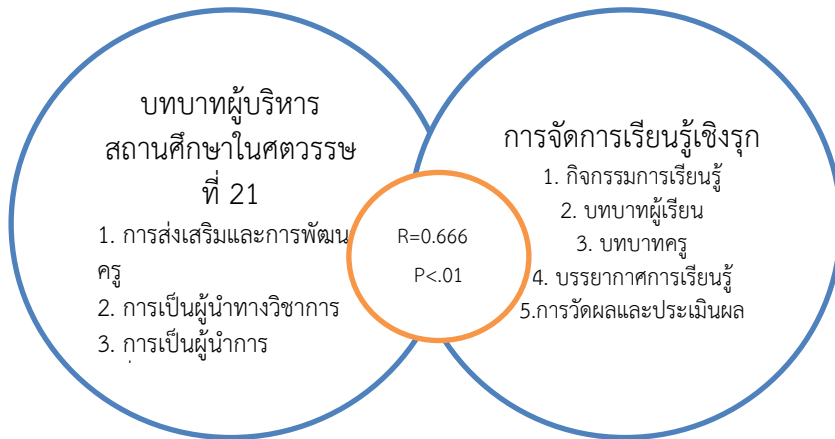 บทบาทผู้บริหาร
สถานศึกษาในศตวรรษ
ที่ 21
1. การส่งเสริมและการพัฒน
ครู
2. การเป็นผู้นำทางวิชาการ
3. การเป็นผู้นำการ
R=0.666
P<.01
การจัดการเรียนรู้เชิงรุก
1. กิจกรรมการเรียนรู้
2. บทบาทผู้เรียน
3. บทบาทครู
4. บรรยากาศการเรียนรู้
5.การวัดผลและประเมินผล